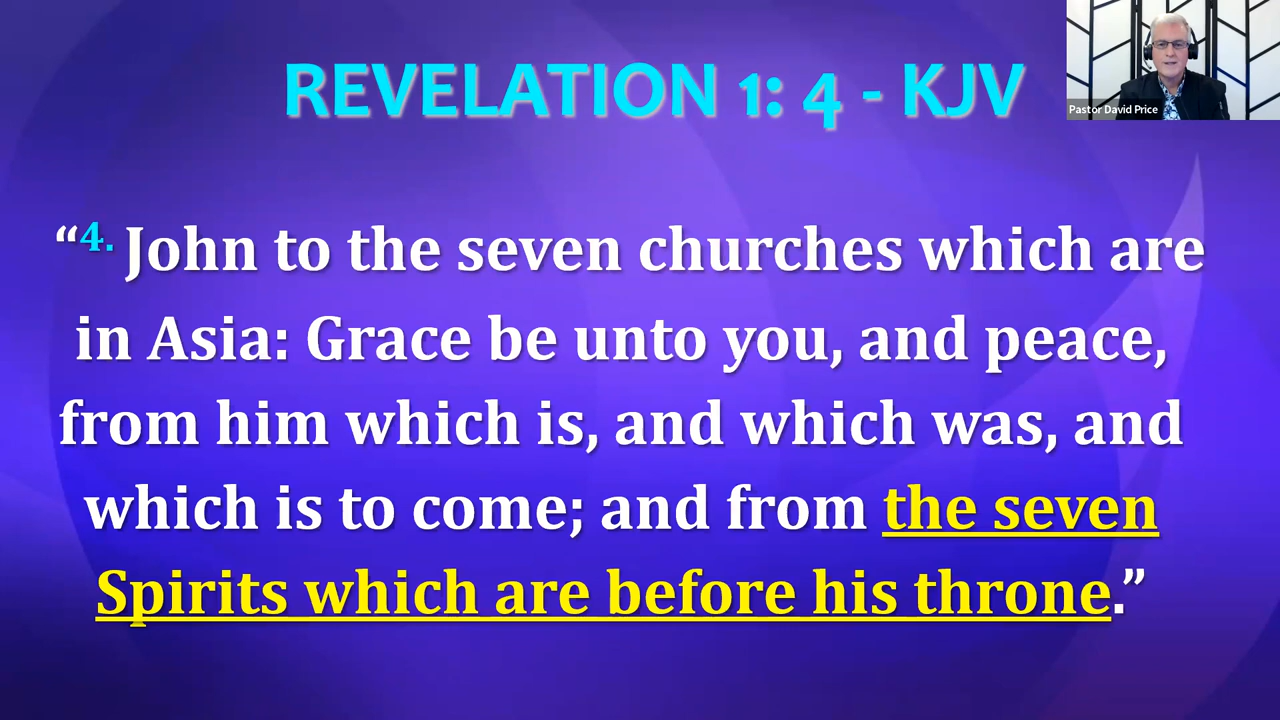 REVELATION 1: 4 - KJV
Pastor David Price
“4. John to the seven churches which are
in Asia: Grace be unto you, and peace,
from him which is, and which was, and
which is to come; and from the seven
Spirits which are before his throne.”